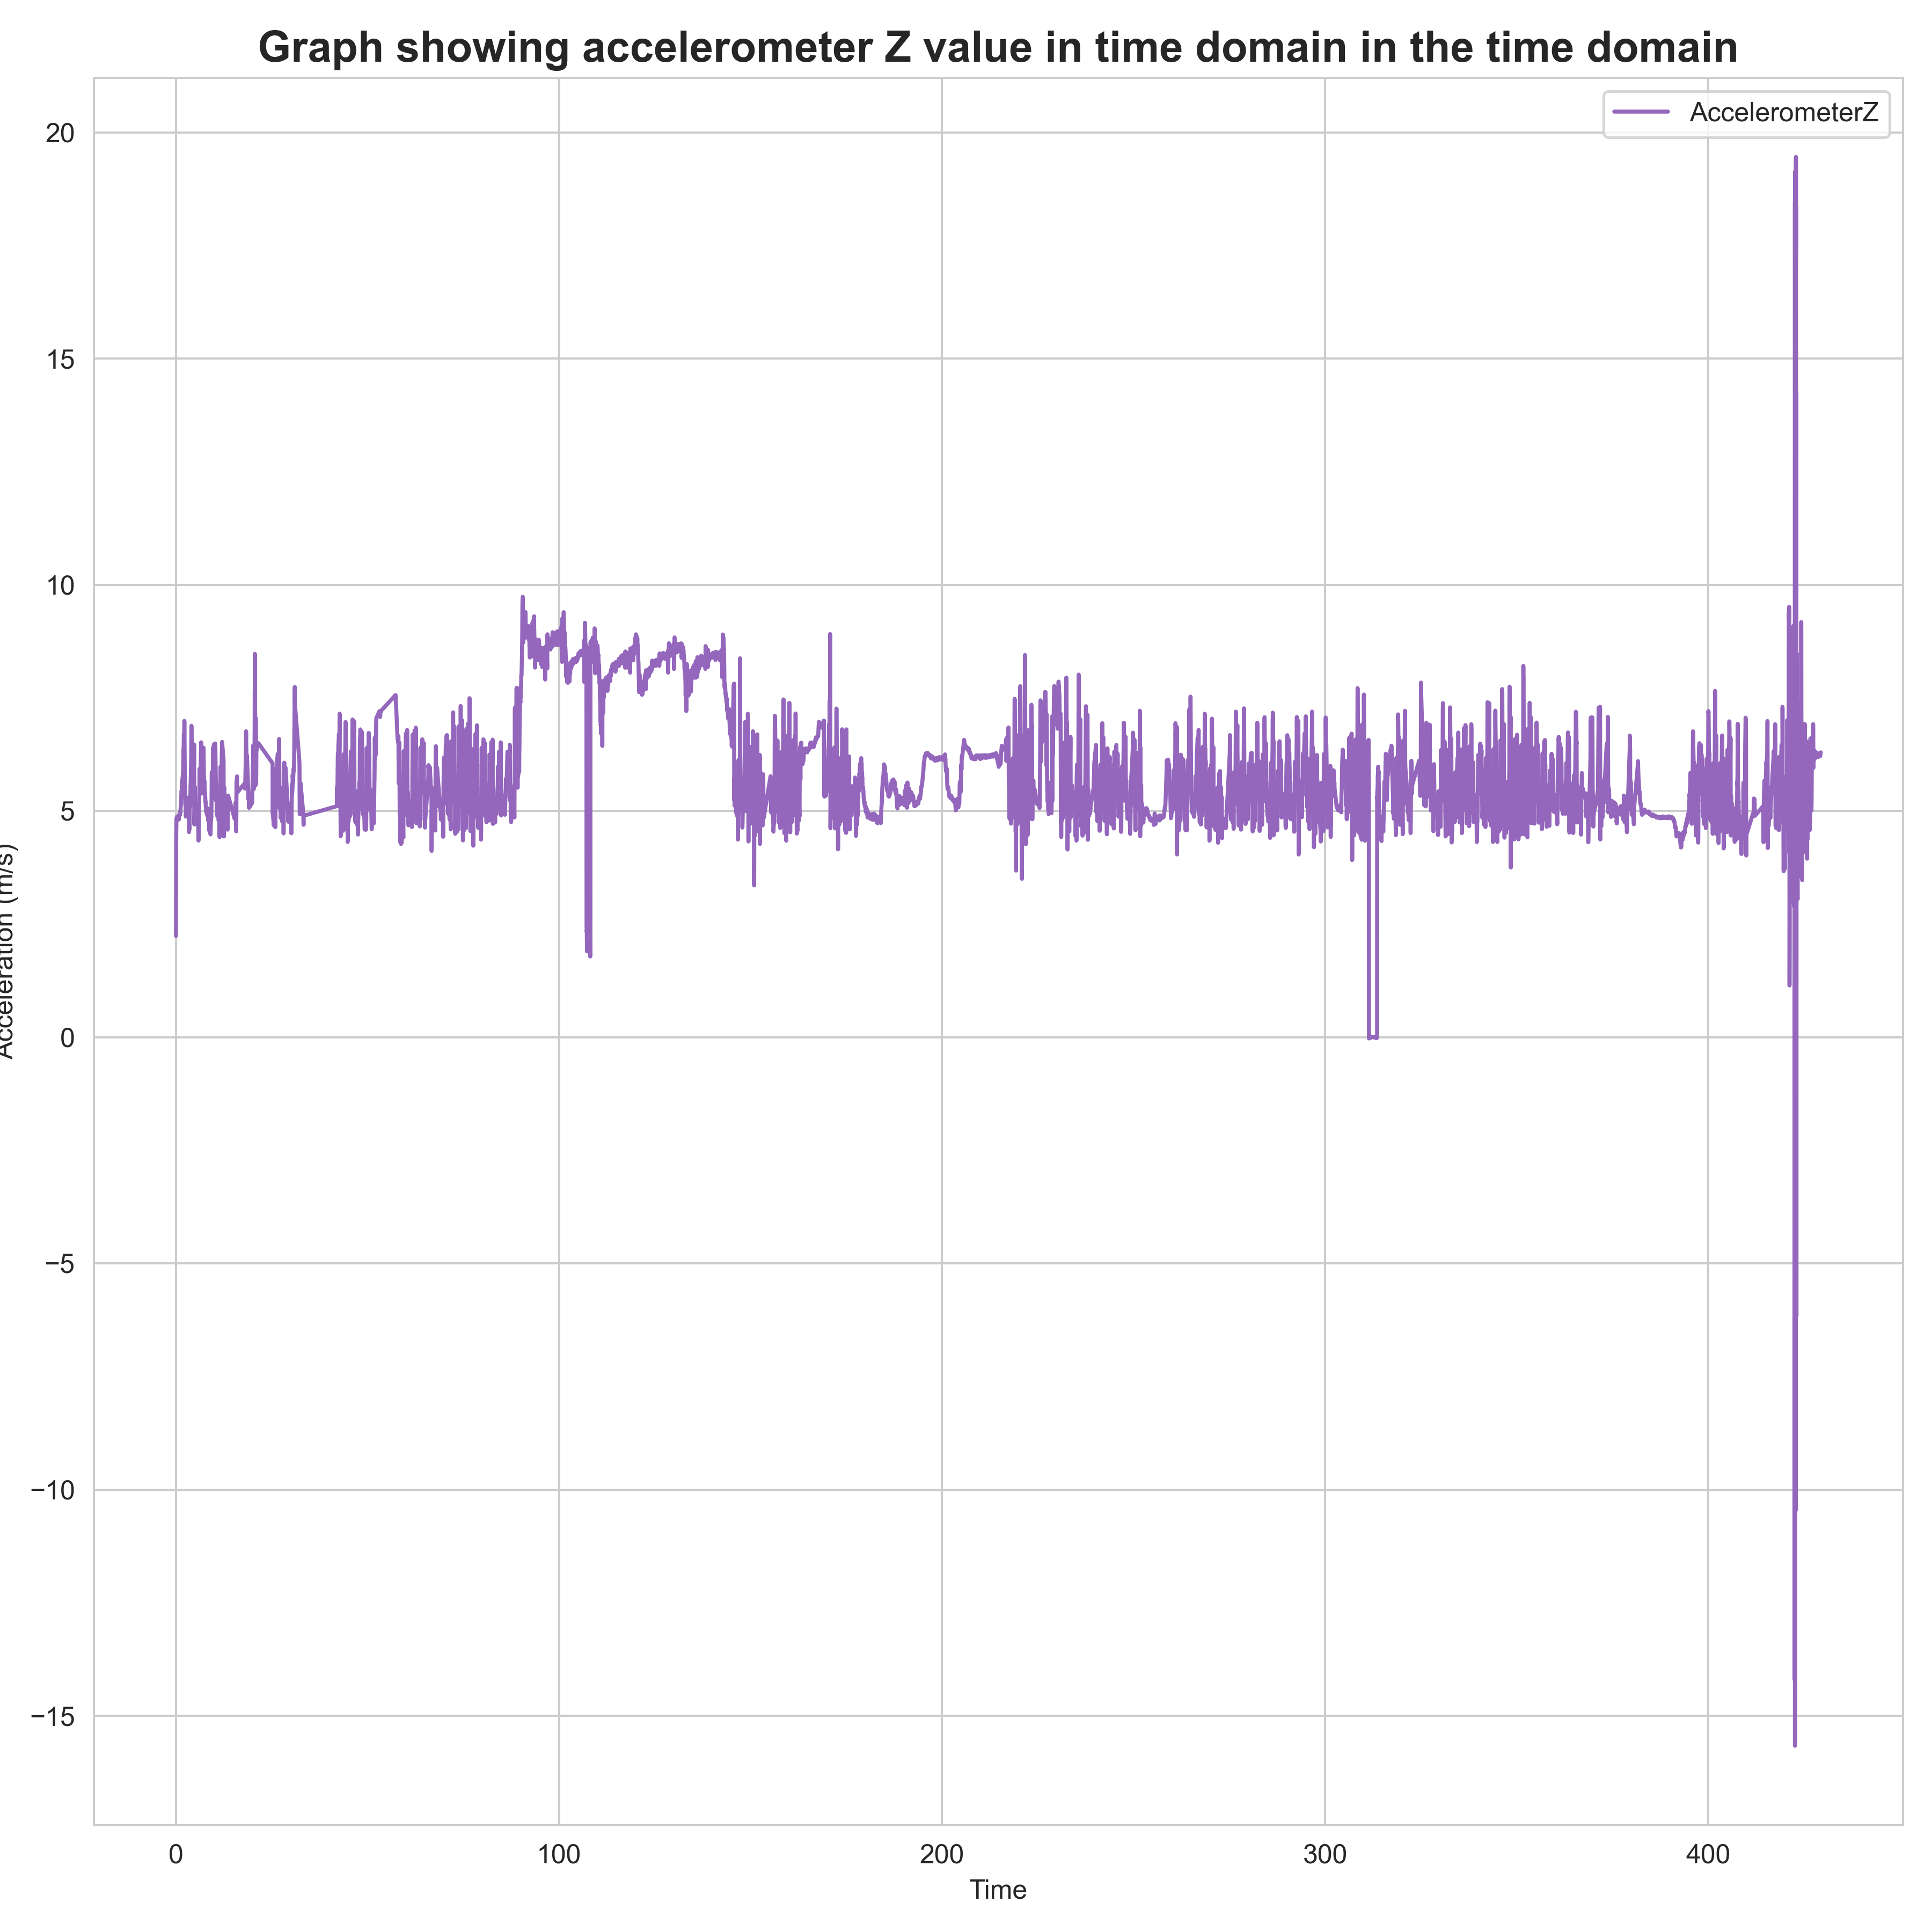 Graph showing accelerometer Z value in time domain in the time domain
AccelerometerZ
20
15
10
5
0
−5
−10
−15
Acceleration (m/s)
0 100 200 300 400
Time